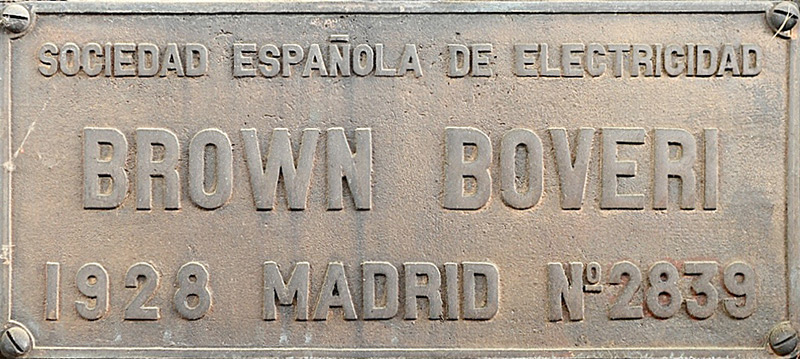 SOCIEDAD ESPAÑOLA DE ELECTRICIDAD
BROWN BOVERI
1928 MADRID Nº2839